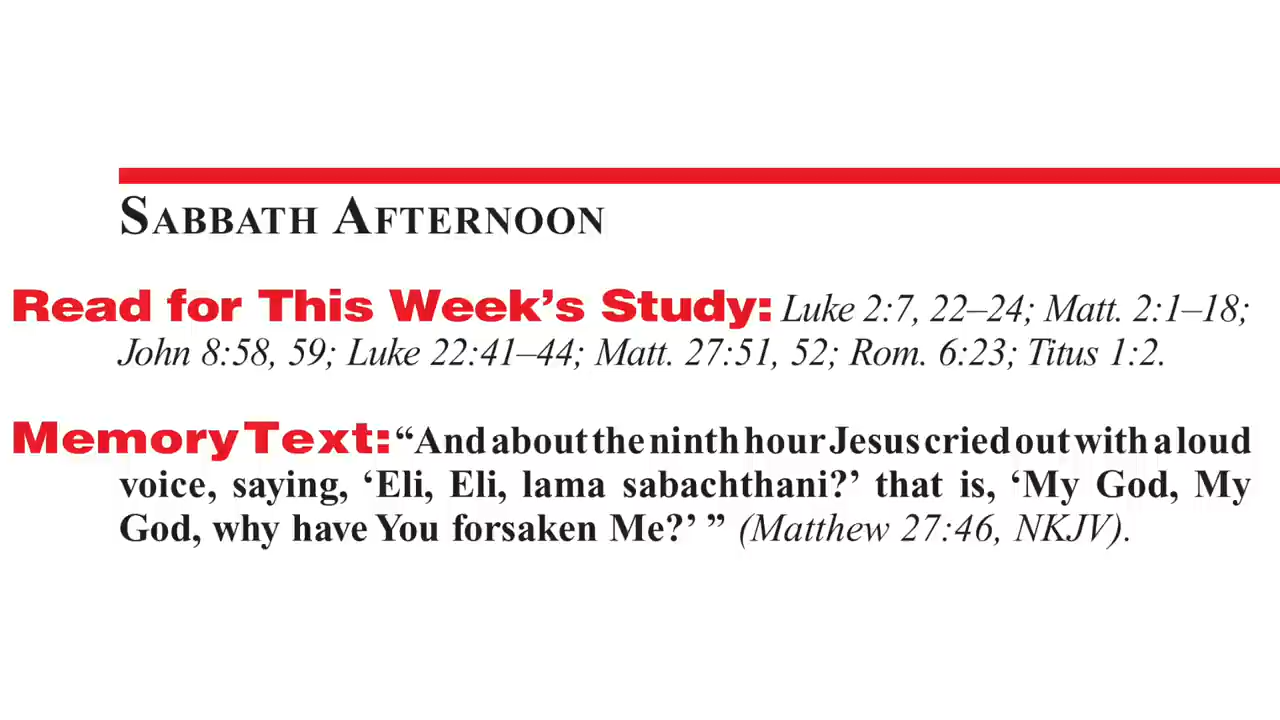 SABBATH AFTERNOON
Read for This Week’s Study: Luke 2:7, 22–24; Matt. 2:1–18;
John 8:58, 59; Luke 22:41–44; Matt. 27:51, 52; Rom. 6:23; Titus 1:2.
Memory Text: “And about the ninth hour Jesus cried out with a loud
voice, saying, ‘Eli, Eli, lama sabachthani?’ that is, ‘My God, My
God, why have You forsaken Me?’ ” (Matthew 27:46, NKJV).